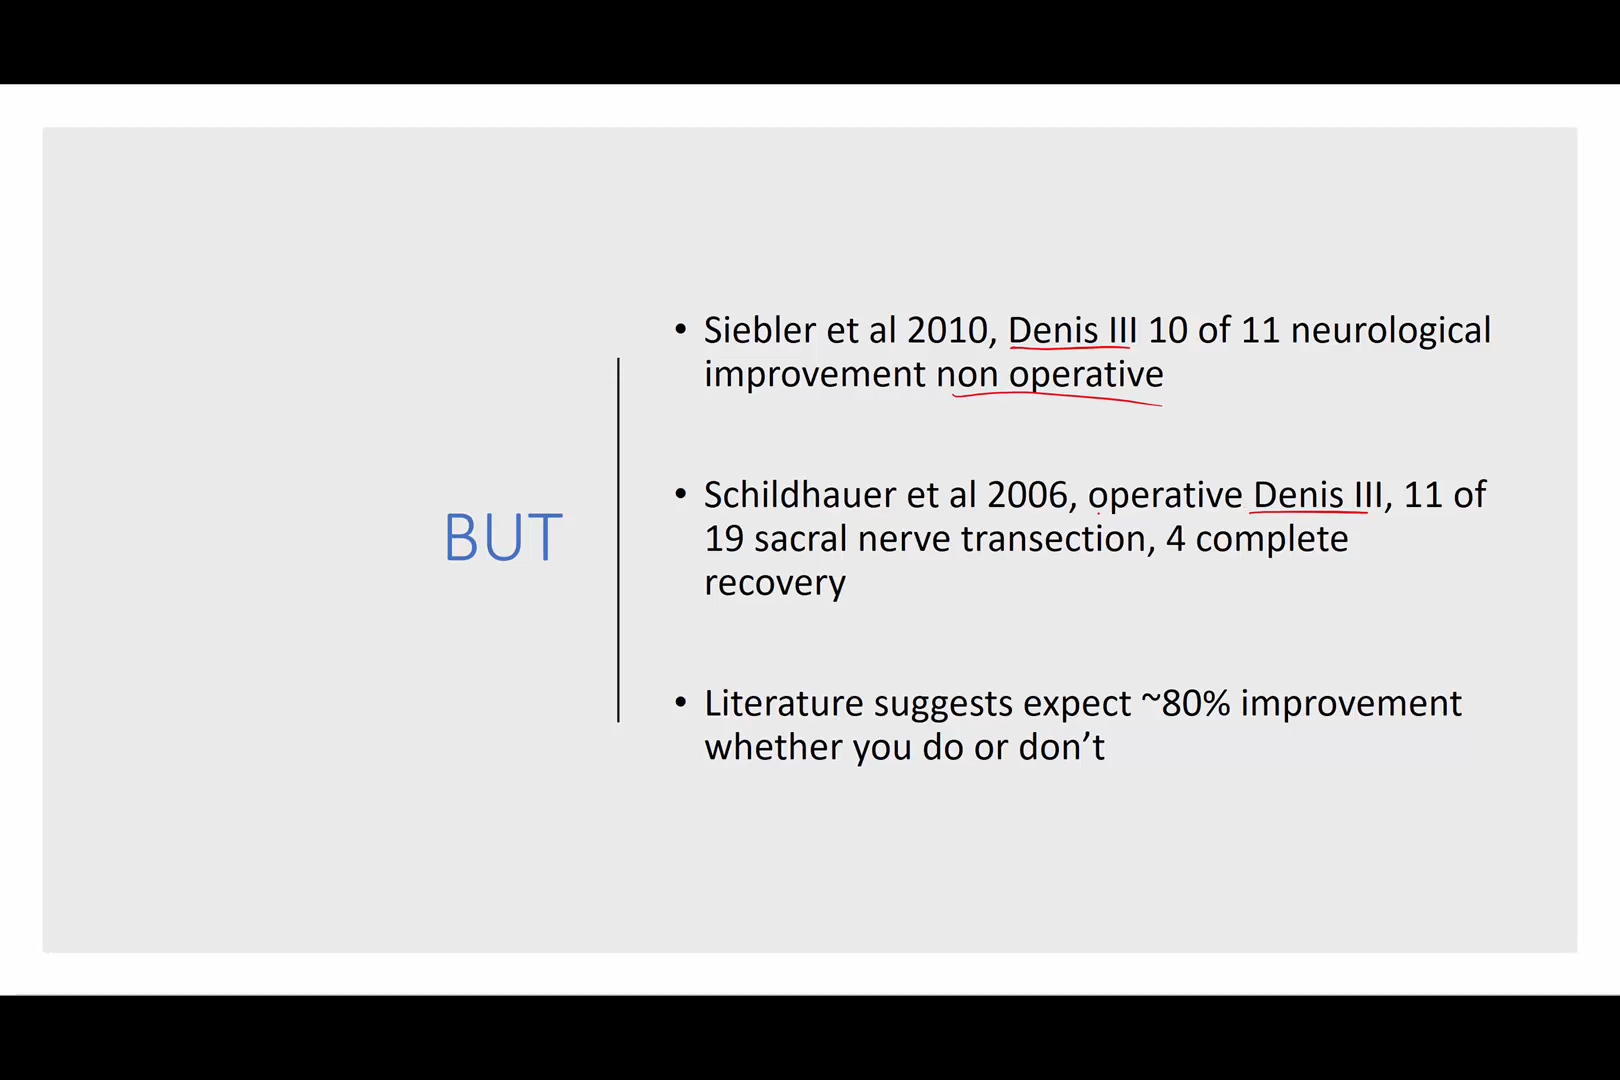 BUT
• Siebler et al 2010, Denis III 10 of 11 neurological
improvement non operative
• Schildhauer et al 2006, operative Denis III, 11 of
19 sacral nerve transection, 4 complete
recovery
• Literature suggests expect ~80% improvement
whether you do or don’t